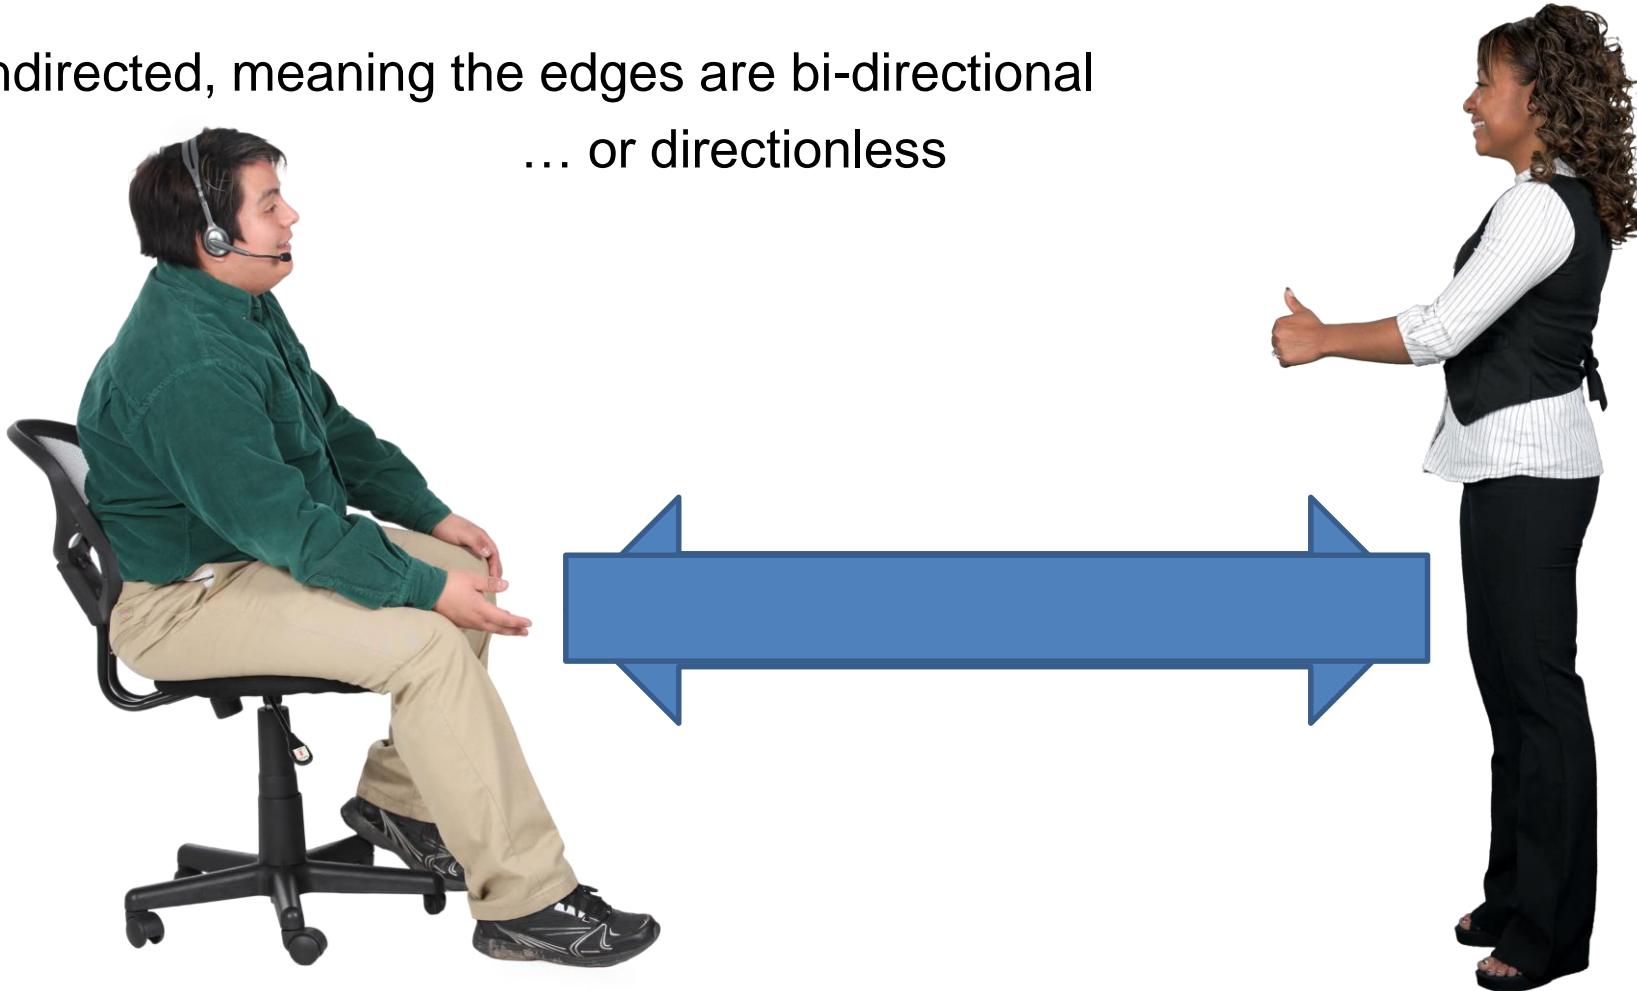 ndirected, meaning the edges are bi-directional
… or directionless